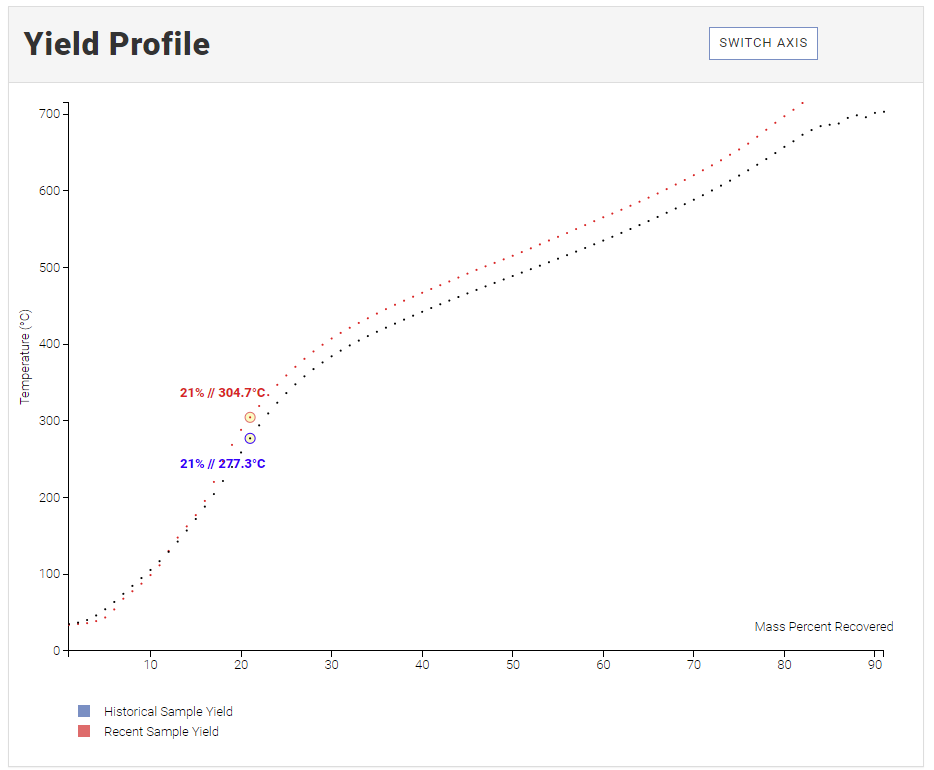 Yield Profile
SWITCH AXIS
700
600
500
400
300
200
100
0
Temperature (°C)
21% // 304.7°C
21% // 277.3°C
Mass Percent Recovered
10 20 30 40 50 60 70 80 90
Historical Sample Yield
Recent Sample Yield